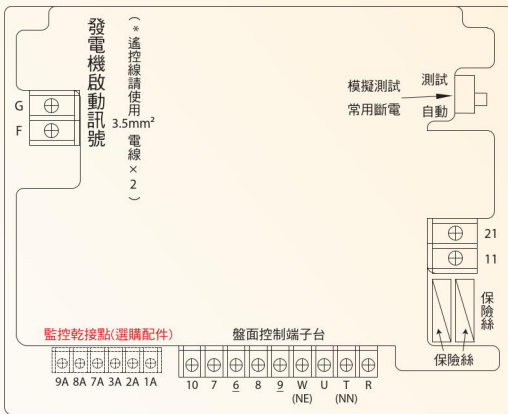 發電機啟動訊號
(*遙控線請使用3.5mm²電線×2)
G
F
模擬測試
常用斷電
測試
自動
21
11
保險絲
保險絲
監控乾接點(選購配件)
9A 8A 7A 3A 2A 1A
盤面控制端子台
10 7 6 8 9 W U T R
(NE) (NN)